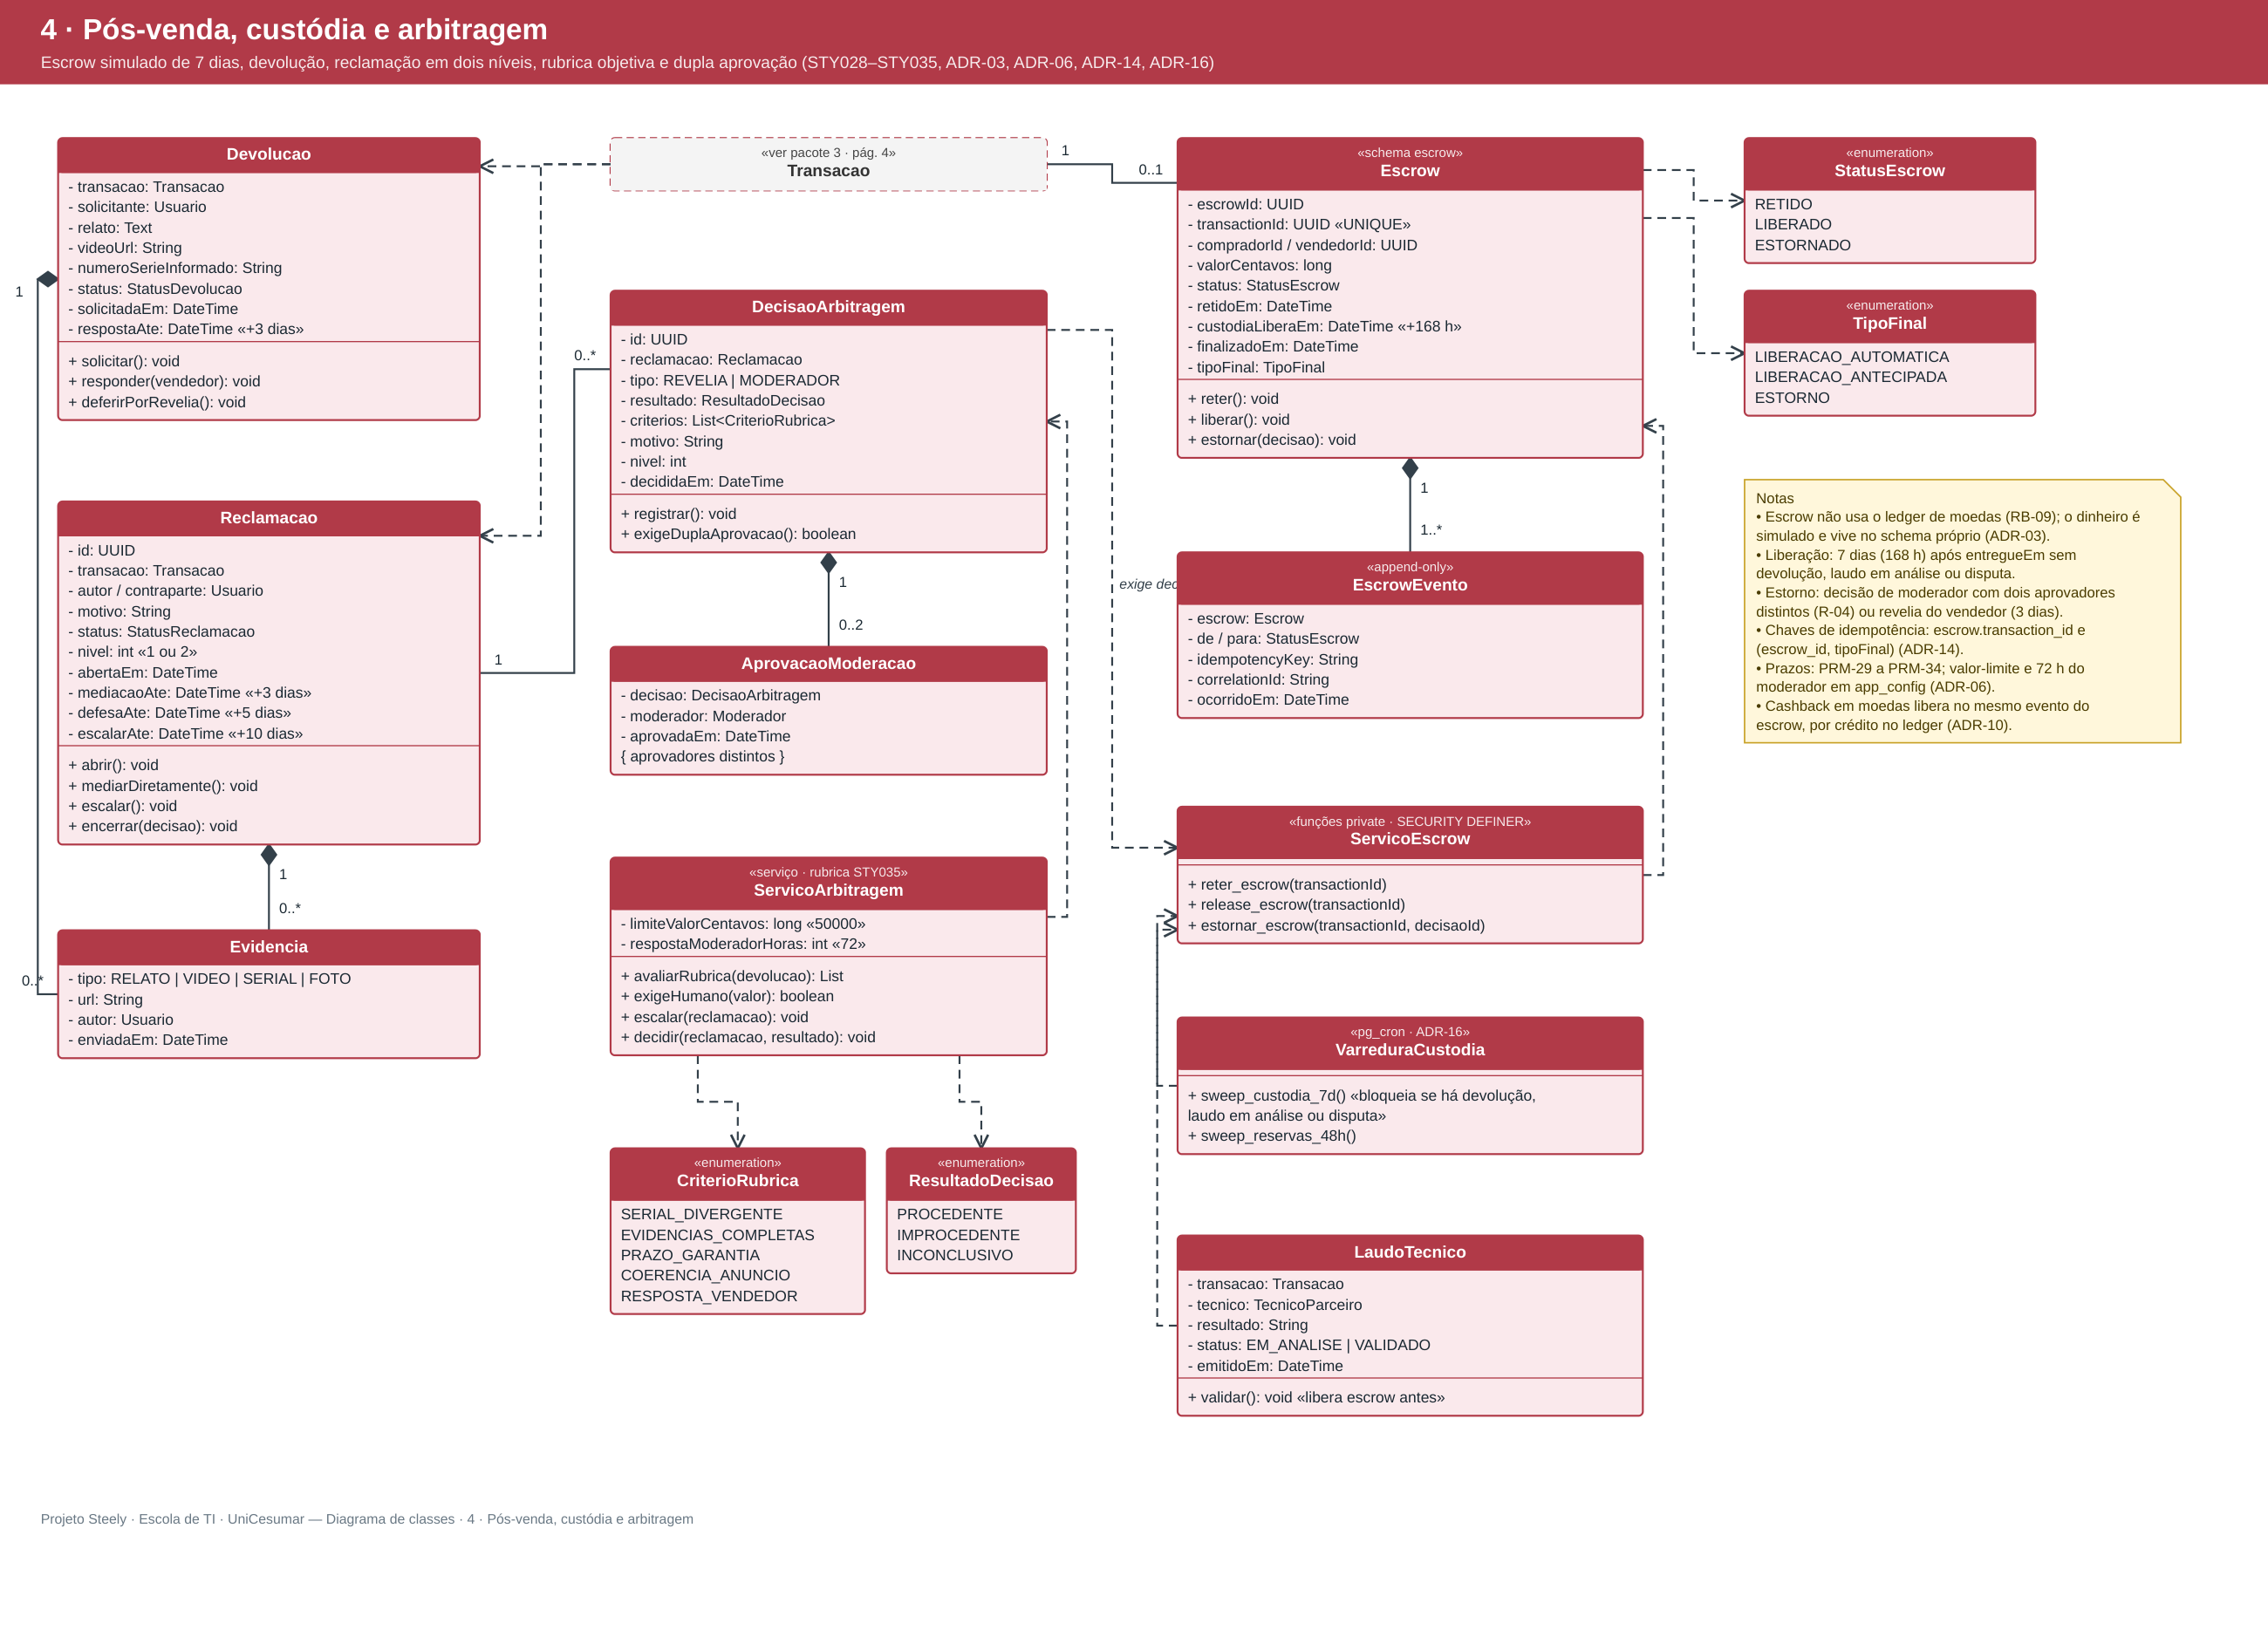 4 · Pós-venda, custódia e arbitragem
Escrow simulado de 7 dias, devolução, reclamação em dois níveis, rubrica objetiva e dupla aprovação (STY028–STY035, ADR-03, ADR-06, ADR-14, ADR-16)
Devolucao
- transacao: Transacao
- solicitante: Usuario
- relato: Text
- videoUrl: String
- numeroSerieInformado: String
- status: StatusDevolucao
- solicitadaEm: DateTime
- respostaAte: DateTime «+3 dias»
+ solicitar(): void
+ responder(vendedor): void
+ deferirPorRevelia(): void
1
0..*
Reclamacao
- id: UUID
- transacao: Transacao
- autor / contraparte: Usuario
- motivo: String
- status: StatusReclamacao
- nivel: int «1 ou 2»
- abertaEm: DateTime
- mediacaoAte: DateTime «+3 dias»
- defesaAte: DateTime «+5 dias»
- escalarAte: DateTime «+10 dias»
+ abrir(): void
+ mediarDiretamente(): void
+ escalar(): void
+ encerrar(decisao): void
1
0..*
Evidencia
- tipo: RELATO | VIDEO | SERIAL | FOTO
- url: String
- autor: Usuario
- enviadaEm: DateTime
«ver pacote 3 · pág. 4»
Transacao
1
0..1
DecisaoArbitragem
- id: UUID
- reclamacao: Reclamacao
- tipo: REVELIA | MODERADOR
- resultado: ResultadoDecisao
- criterios: List<CriterioRubrica>
- motivo: String
- nivel: int
- decididaEm: DateTime
+ registrar(): void
+ exigeDuplaAprovacao(): boolean
0..*
1
1
0..2
AprovacaoModeracao
- decisao: DecisaoArbitragem
- moderador: Moderador
- aprovadaEm: DateTime
{ aprovadores distintos }
«serviço · rubrica STY035»
ServicoArbitragem
- limiteValorCentavos: long «50000»
- respostaModeradorHoras: int «72»
+ avaliarRubrica(devolucao): List
+ exigeHumano(valor): boolean
+ escalar(reclamacao): void
+ decidir(reclamacao, resultado): void
«enumeration»
CriterioRubrica
SERIAL_DIVERGENTE
EVIDENCIAS_COMPLETAS
PRAZO_GARANTIA
COERENCIA_ANUNCIO
RESPOSTA_VENDEDOR
«enumeration»
ResultadoDecisao
PROCEDENTE
IMPROCEDENTE
INCONCLUSIVO
«schema escrow»
Escrow
- escrowId: UUID
- transactionId: UUID «UNIQUE»
- compradorId / vendedorId: UUID
- valorCentavos: long
- status: StatusEscrow
- retidoEm: DateTime
- custodiaLiberaEm: DateTime «+168 h»
- finalizadoEm: DateTime
- tipoFinal: TipoFinal
+ reter(): void
+ liberar(): void
+ estornar(decisao): void
1
1..*
exige
«append-only»
EscrowEvento
- escrow: Escrow
- de / para: StatusEscrow
- idempotencyKey: String
- correlationId: String
- ocorridoEm: DateTime
«funções private · SECURITY DEFINER»
ServicoEscrow
+ reter_escrow(transactionId)
+ release_escrow(transactionId)
+ estornar_escrow(transactionId, decisaoId)
«pg_cron · ADR-16»
VarreduraCustodia
+ sweep_custodia_7d() «bloqueia se há devolução,
laudo em análise ou disputa»
+ sweep_reservas_48h()
LaudoTecnico
- transacao: Transacao
- tecnico: TecnicoParceiro
- resultado: String
- status: EM_ANALISE | VALIDADO
- emitidoEm: DateTime
+ validar(): void «libera escrow antes»
«enumeration»
StatusEscrow
RETIDO
LIBERADO
ESTORNADO
«enumeration»
TipoFinal
LIBERACAO_AUTOMATICA
LIBERACAO_ANTECIPADA
ESTORNO
Notas
• Escrow não usa o ledger de moedas (RB-09); o dinheiro é
simulado e vive no schema próprio (ADR-03).
• Liberação: 7 dias (168 h) após entregueEm sem
devolução, laudo em análise ou disputa.
• Estorno: decisão de moderador com dois aprovadores
distintos (R-04) ou revelia do vendedor (3 dias).
• Chaves de idempotência: escrow.transaction_id e
(escrow_id, tipoFinal) (ADR-14).
• Prazos: PRM-29 a PRM-34; valor-limite e 72 h do
moderador em app_config (ADR-06).
• Cashback em moedas libera no mesmo evento do
escrow, por crédito no ledger (ADR-10).
Projeto Steely · Escola de TI · UniCesumar — Diagrama de classes · 4 · Pós-venda, custódia e arbitragem